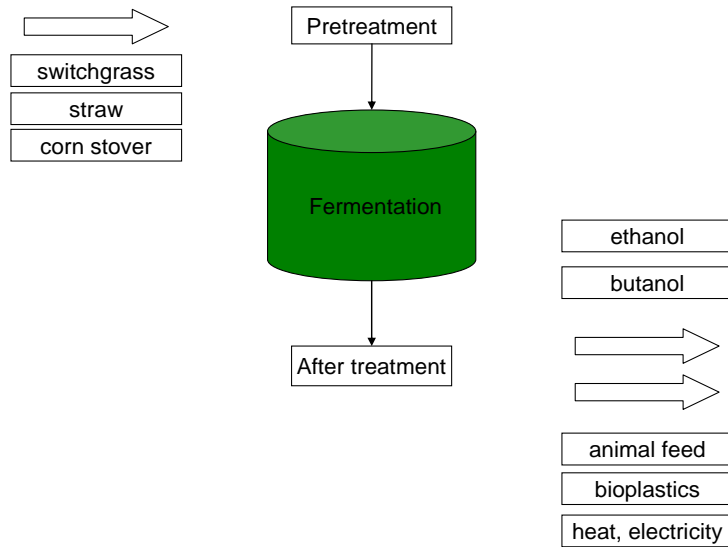 Pretreatment
switchgrass
straw
corn stover
Fermentation
ethanol
butanol
After treatment
animal feed
bioplastics
heat, electricity